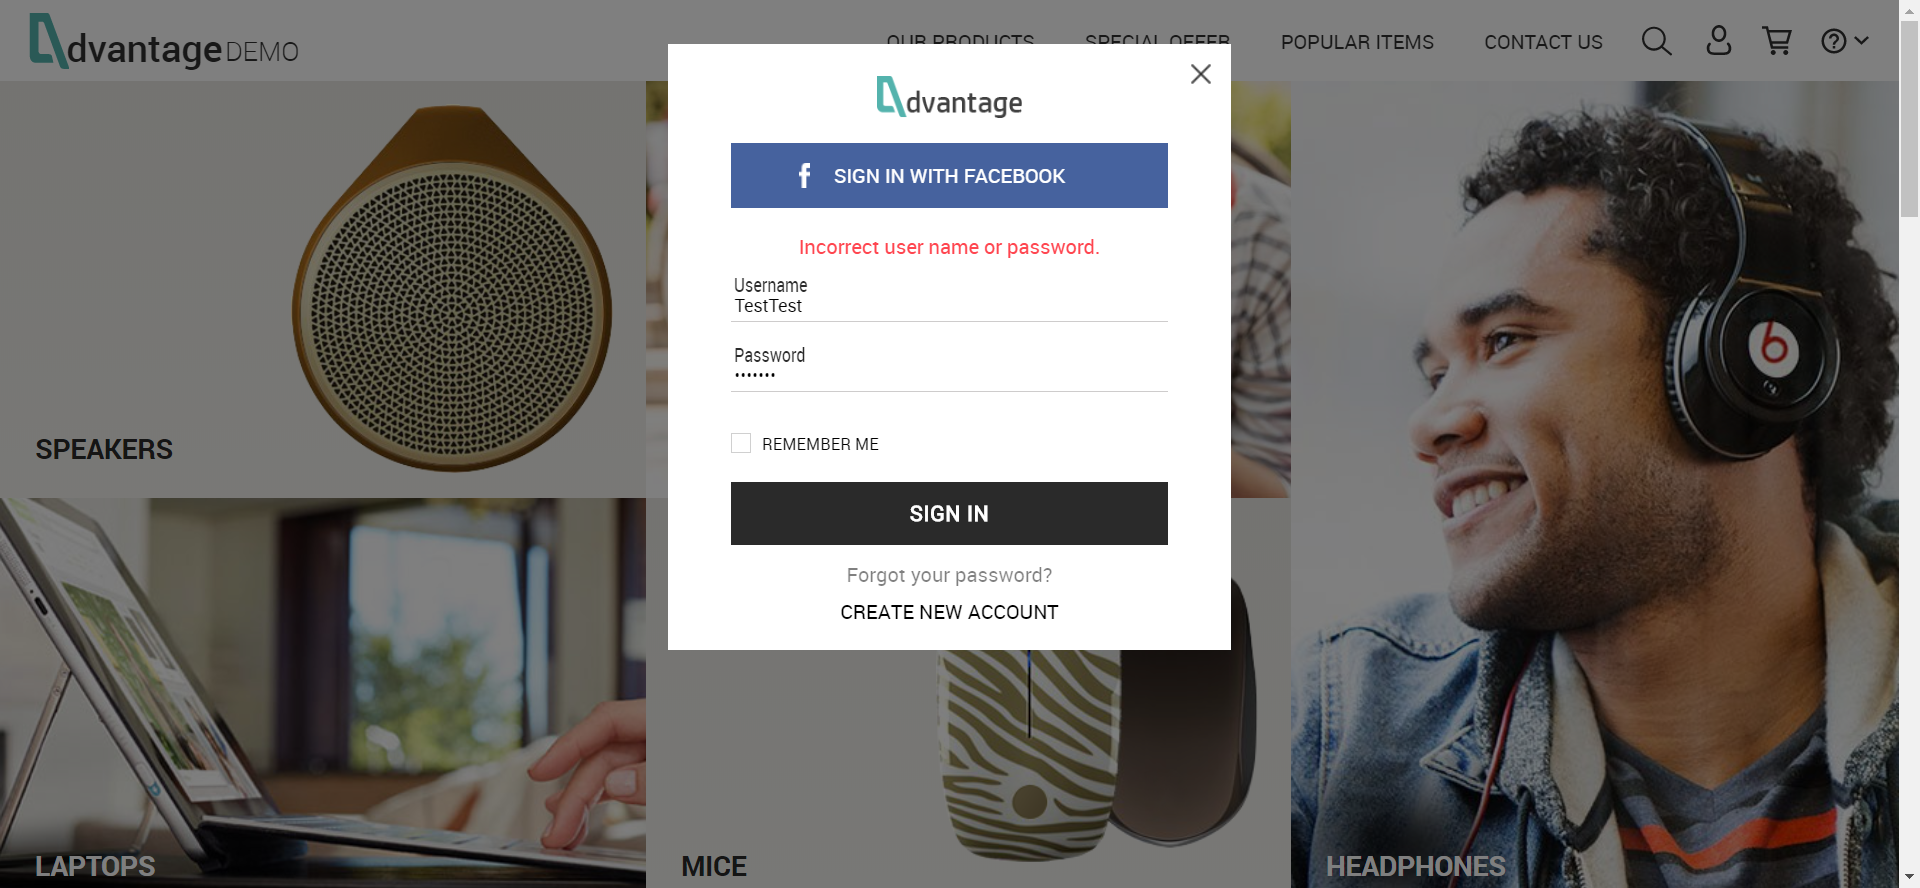 dvantage DEMO
OUR PRODUCTS SPECIAL OFFER POPULAR ITEMS CONTACT US
dvantage
SIGN IN WITH FACEBOOK
Incorrect user name or password.
Username
TestTest
Password
•••••••
REMEMBER ME
SIGN IN
Forgot your password?
CREATE NEW ACCOUNT
SPEAKERS
LAPTOPS
MICE
HEADPHONES